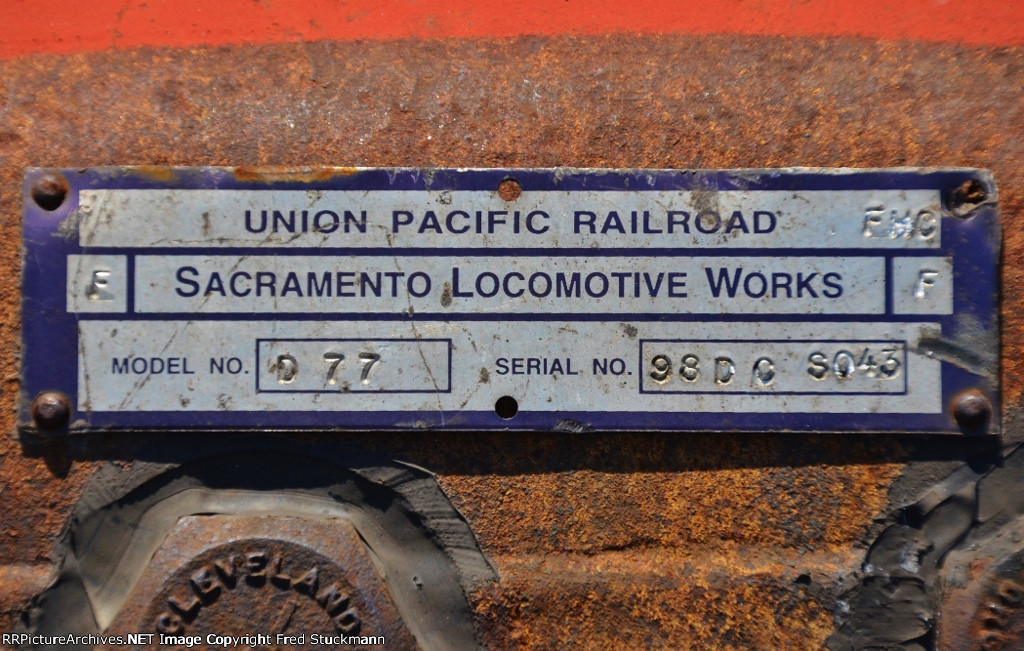 UNION PACIFIC RAILROAD EMC
F SACRAMENTO LOCOMOTIVE WORKS F
MODEL NO. D 77 SERIAL NO. 98DC S043
CLEVELAND
RRPictureArchives.NET Image Copyright Fred Stuckmann